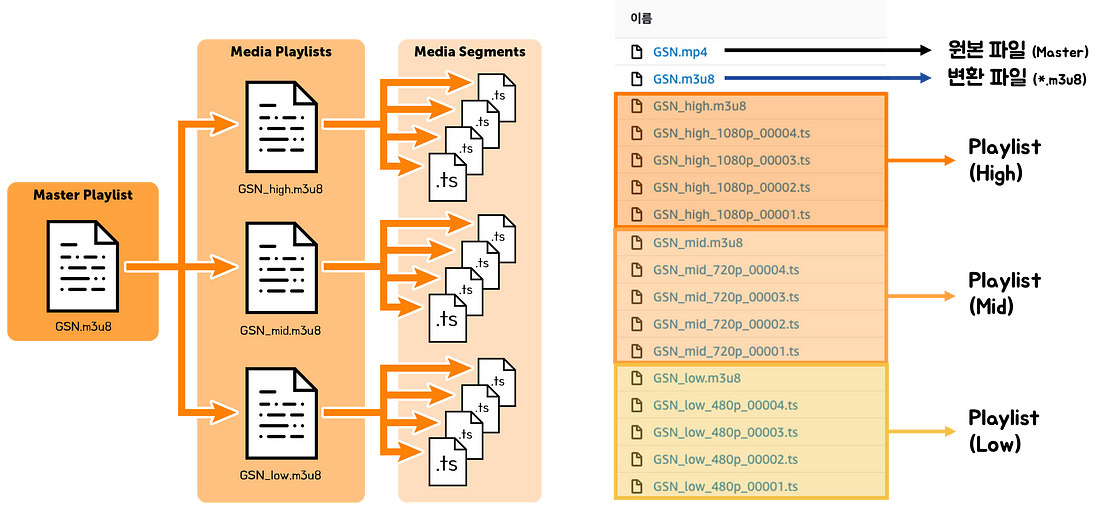 Master Playlist
GSN.m3u8
Media Playlists
GSN_high.m3u8
GSN_mid.m3u8
GSN_low.m3u8
Media Segments
.ts
.ts
.ts
.ts
.ts
.ts
.ts
.ts
.ts
.ts
.ts
.ts
이름
GSN.mp4
원본 파일 (Master)
GSN.m3u8
변환 파일 (*.m3u8)
GSN_high.m3u8
GSN_high_1080p_00004.ts
GSN_high_1080p_00003.ts
GSN_high_1080p_00002.ts
GSN_high_1080p_00001.ts
Playlist
(High)
GSN_mid.m3u8
GSN_mid_720p_00004.ts
GSN_mid_720p_00003.ts
GSN_mid_720p_00002.ts
GSN_mid_720p_00001.ts
Playlist
(Mid)
GSN_low.m3u8
GSN_low_480p_00004.ts
GSN_low_480p_00003.ts
GSN_low_480p_00002.ts
GSN_low_480p_00001.ts
Playlist
(Low)